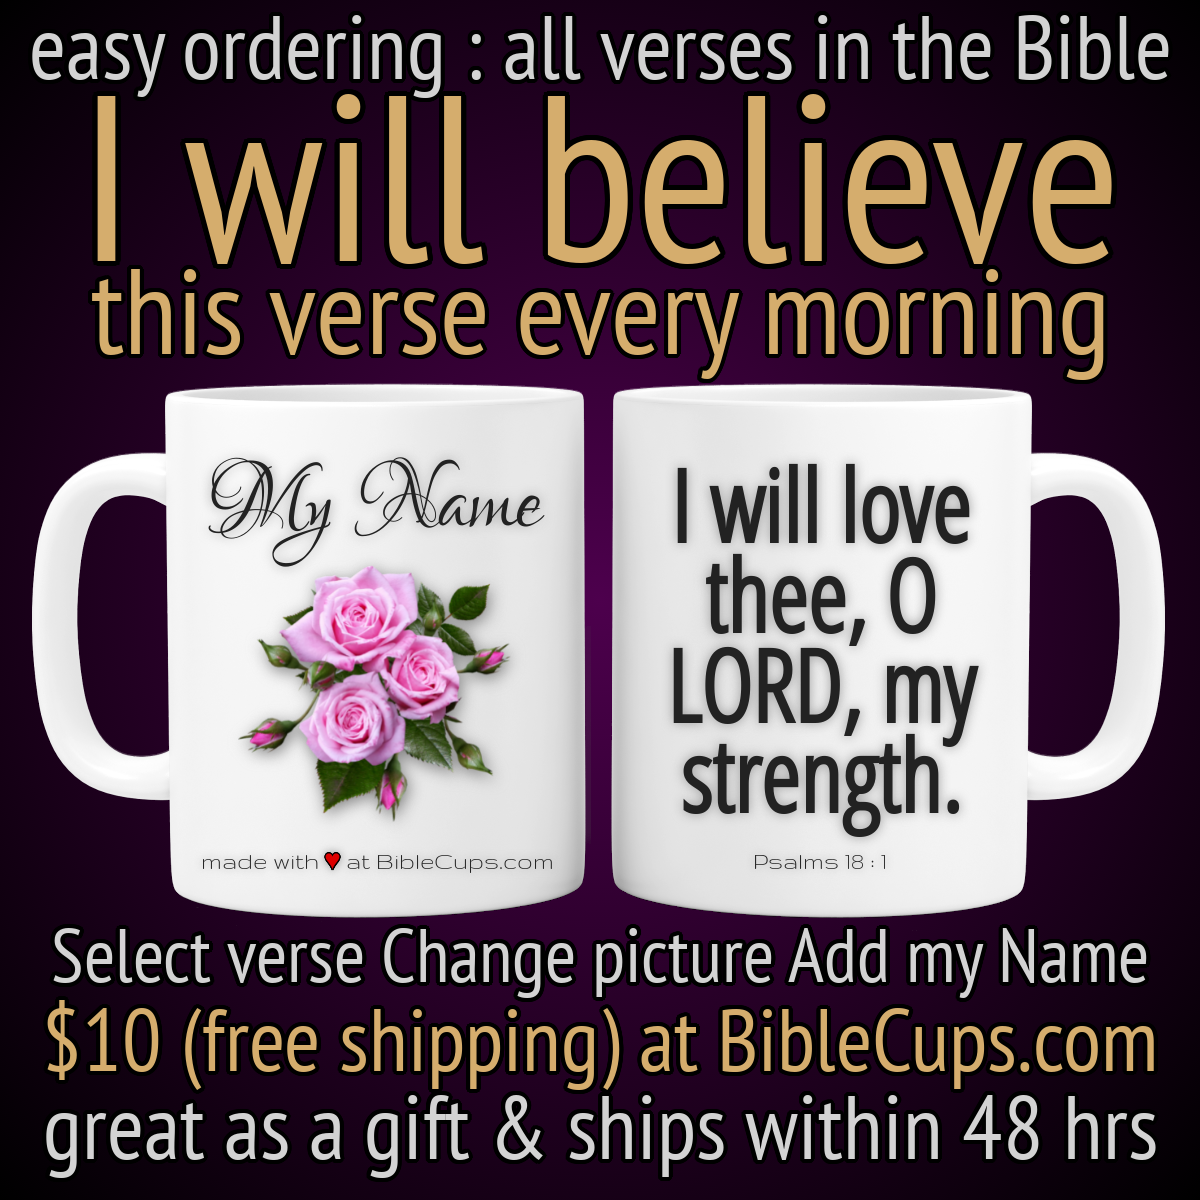 easy ordering : all verses in the Bible
I will believe
this verse every morning
My Name
made with ❤ at BibleCups.com
I will love
thee, O
LORD, my
strength.
Psalms 18 : 1
Select verse Change picture Add my Name
$10 (free shipping) at BibleCups.com
great as a gift & ships within 48 hrs